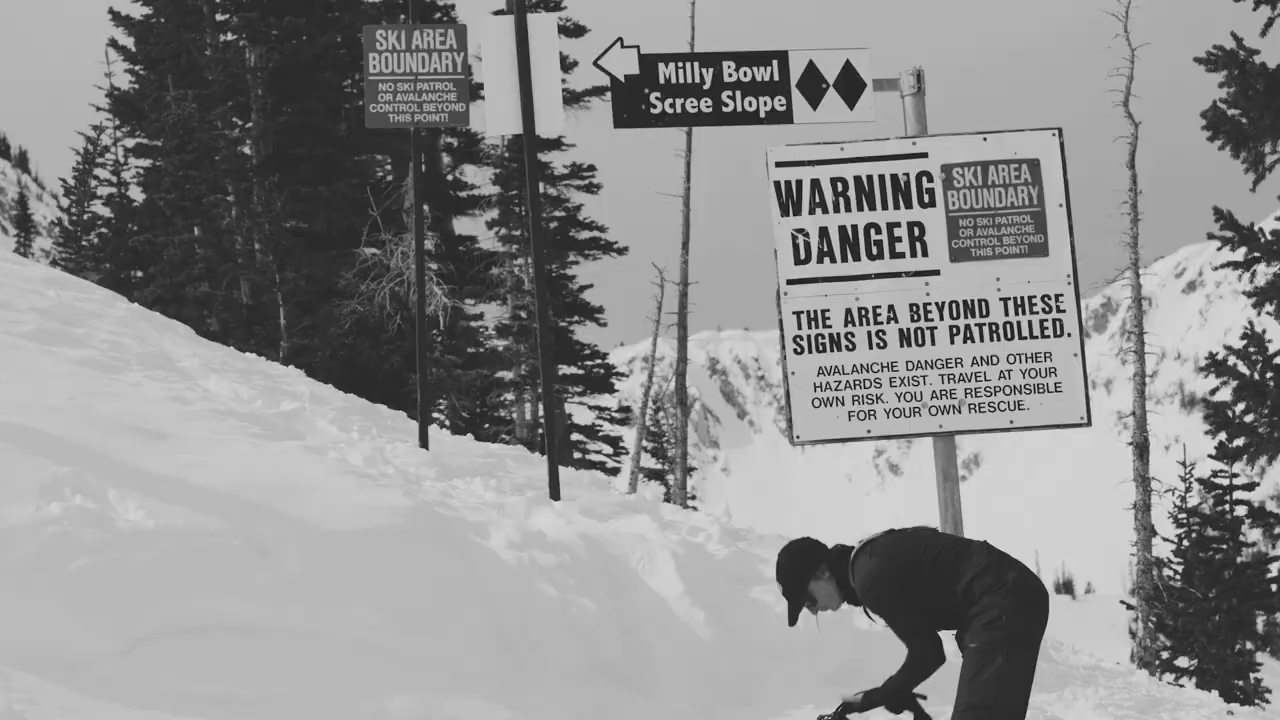 SKI AREA
BOUNDARY
NO SKI PATROL
OR AVALANCHE
CONTROL BEYOND
THIS POINT!
Milly Bowl
Scree Slope
WARNING
DANGER
SKI AREA
BOUNDARY
NO SKI PATROL
OR AVALANCHE
CONTROL BEYOND
THIS POINT!
THE AREA BEYOND THESE
SIGNS IS NOT PATROLLED.
AVALANCHE DANGER AND OTHER
HAZARDS EXIST. TRAVEL AT YOUR
OWN RISK. YOU ARE RESPONSIBLE
FOR YOUR OWN RESCUE.